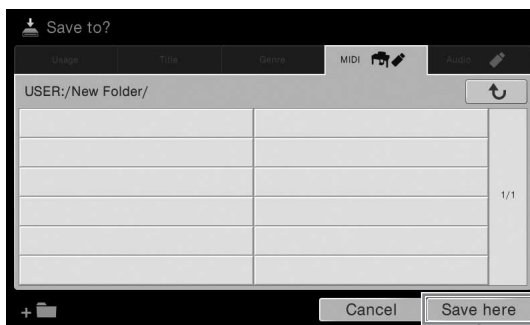 Save to?
Usage Title Genre MIDI Audio
USER:/New Folder/
1/1
+
Cancel Save here